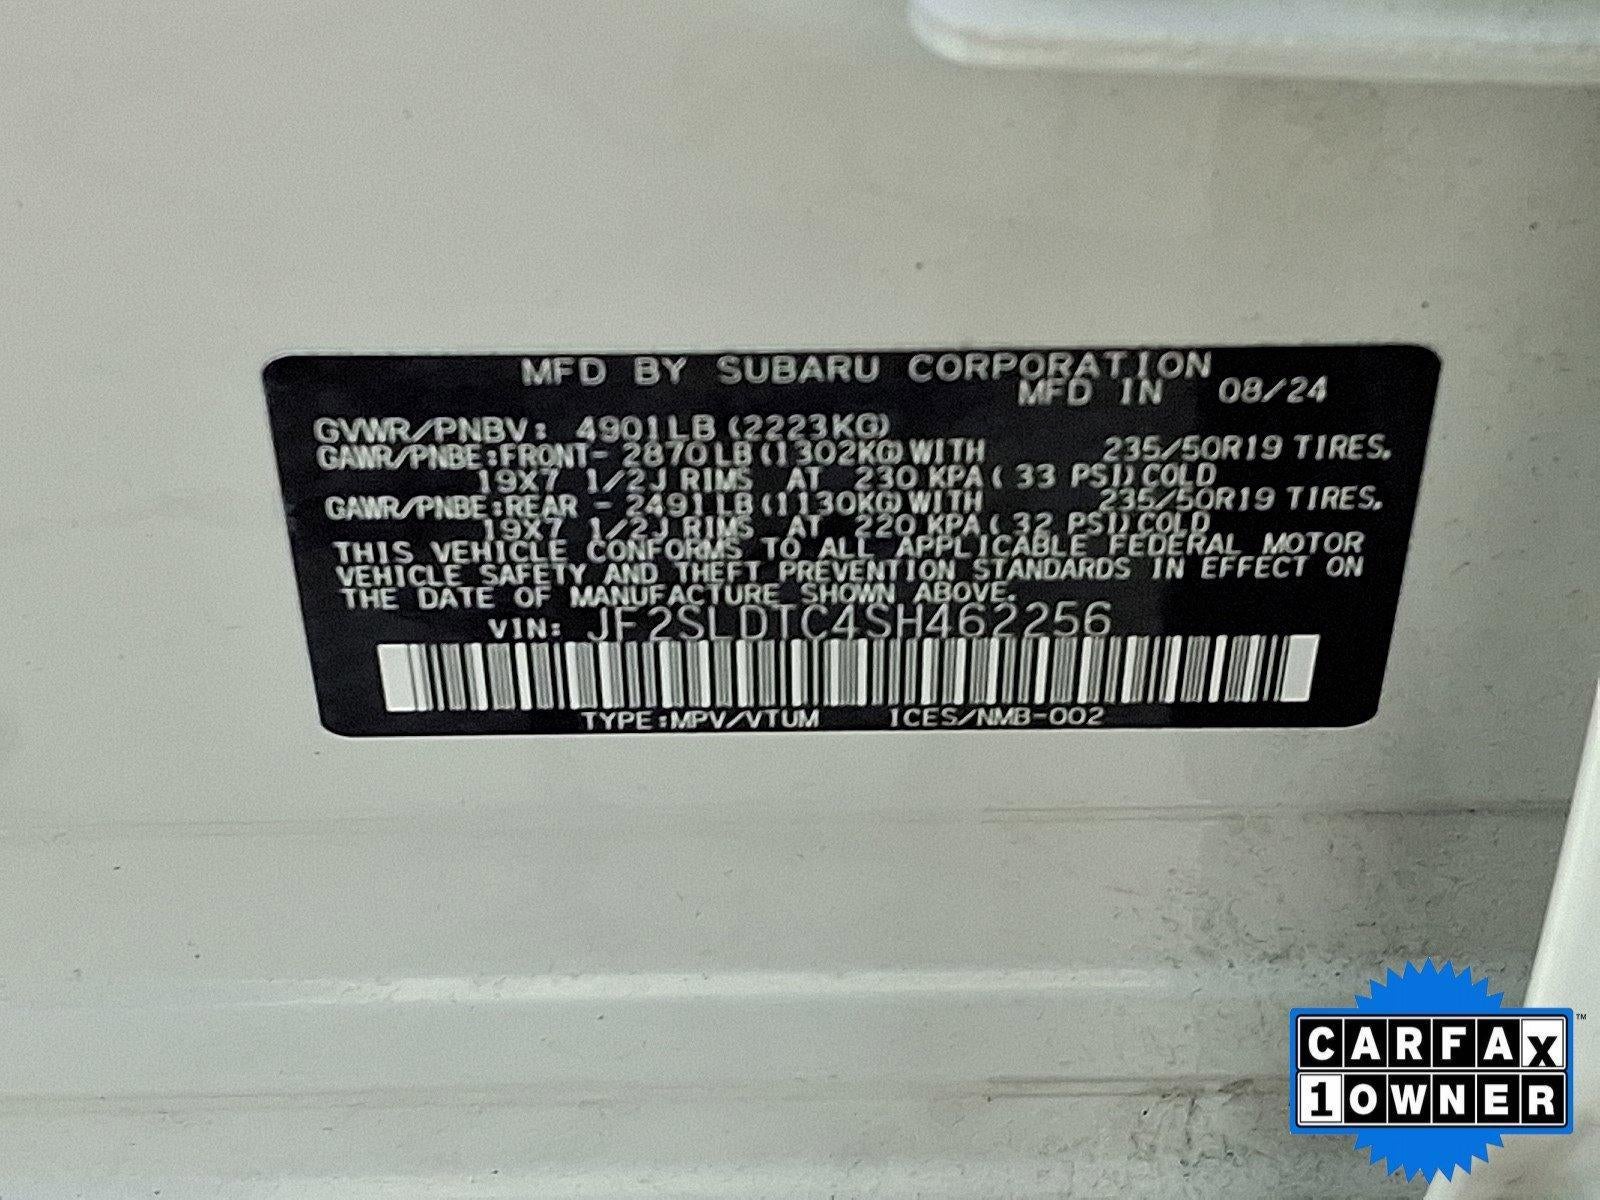 MFD BY SUBARU CORPORATION
MFD IN 08/24
GVWR/PNBV: 4901LB (2223KG)
GAWR/PNBE:FRONT- 2870LB(1302KG)WITH 235/50R19 TIRES.
19X7 1/2J RIMS AT 230 KPA( 33 PSI)COLD
GAWR/PNBE:REAR - 2491LB(1130KG)WITH 235/50R19 TIRES.
19X7 1/2J RIMS AT 220 KPA( 32 PSI)COLD
THIS VEHICLE CONFORMS TO ALL APPLICABLE FEDERAL MOTOR
VEHICLE SAFETY AND THEFT PREVENTION STANDARDS IN EFFECT ON
THE DATE OF MANUFACTURE SHOWN ABOVE.
VIN: JF2SLDTC4SH462256
TYPE:MPV/VTUM ICES/NMB-002
CARFAX™
1 OWNER